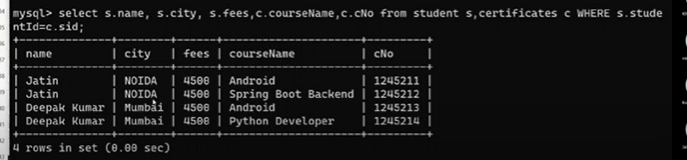 mysql> select s.name, s.city, s.fees,c.courseName,c.cNo from student s,certificates c WHERE s.stude
ntId=c.sid;
+--------------+--------+------+---------------------+---------+
| name | city | fees | courseName | cNo |
+--------------+--------+------+---------------------+---------+
| Jatin | NOIDA | 4500 | Android | 1245211 |
| Jatin | NOIDA | 4500 | Spring Boot Backend | 1245212 |
| Deepak Kumar | Mumbai | 4500 | Android | 1245213 |
| Deepak Kumar | Mumbai | 4500 | Python Developer | 1245214 |
+--------------+--------+------+---------------------+---------+
4 rows in set (0.00 sec)